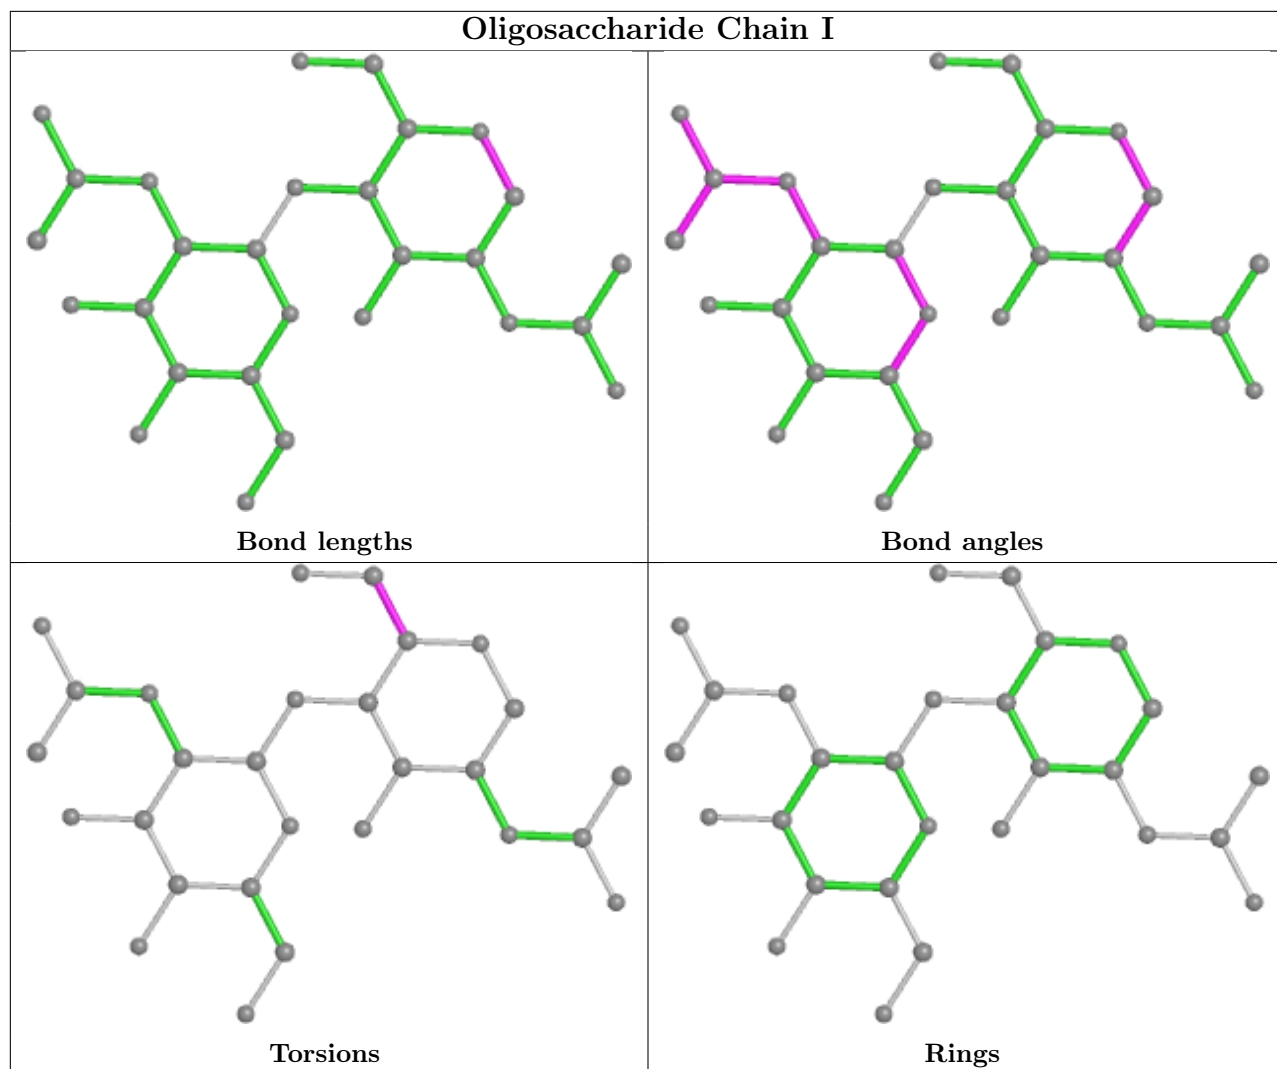 Oligosaccharide Chain I
Bond lengths
Bond angles
Torsions
Rings